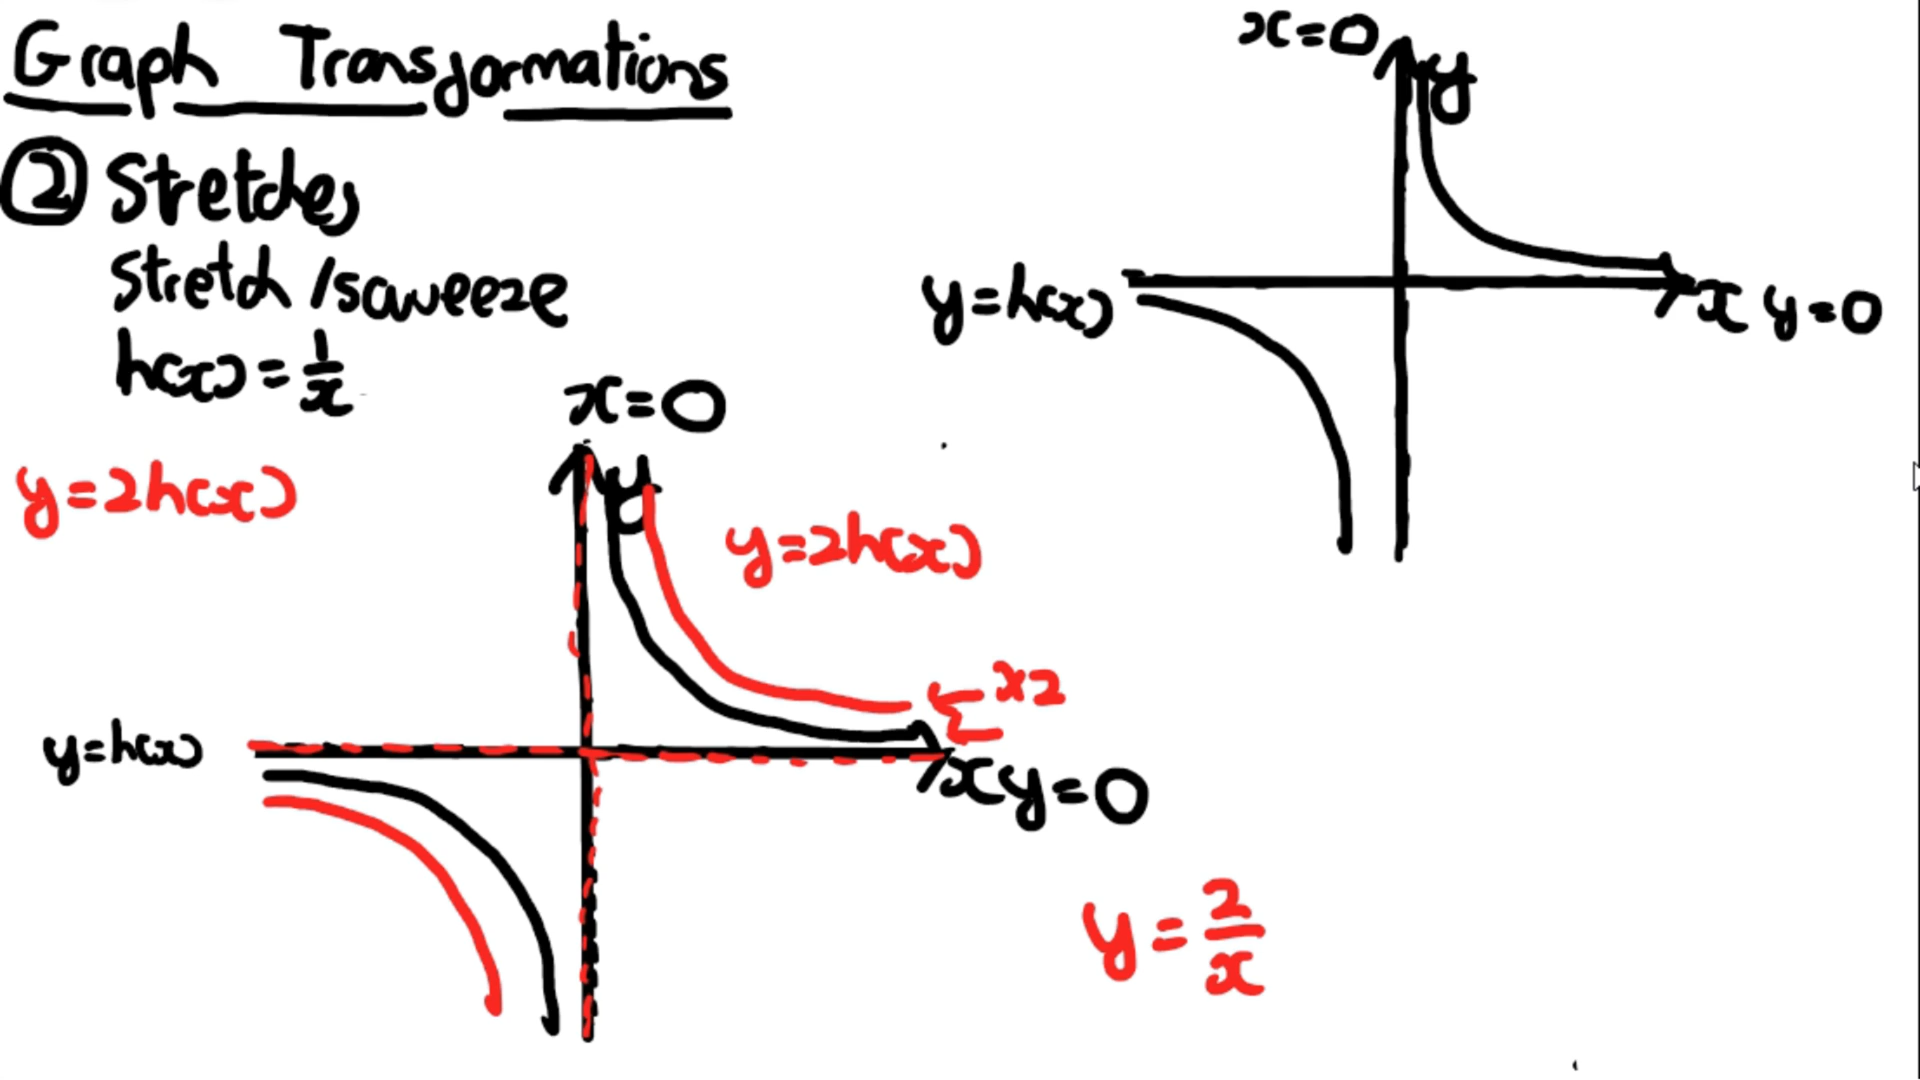 Graph Transformations
② Stretches
Stretch / squeeze
h(x) = 1/x
x=0
y
y=h(x)
x y=0
y=2h(x)
x=0
y
y=2h(x)
×2
y=h(x)
x y=0
y = 2/x